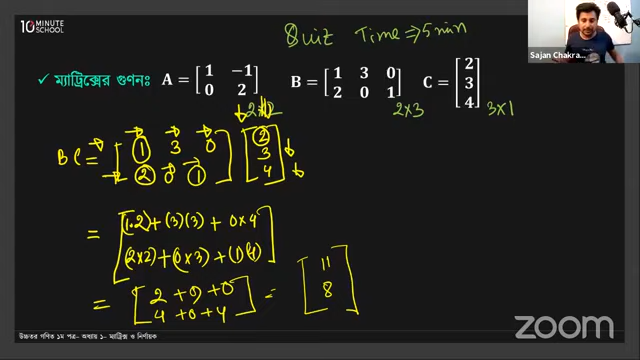 10 MINUTE SCHOOL
Quiz Time ⇒ 5 min
Sajan Chakra...
✓ ম্যাট্রিক্সের গুণনঃ A = [1 −1; 0 2] B = [1 3 0; 2 0 1] C = [2; 3; 4]
2×2 2×3 3×1
BC = [1 3 0; 2 0 1] [2; 3; 4]
= [(1·2)+(3)(3)+0×4; (2×2)+(0×3)+(1)(4)]
= [2+9+0; 4+0+4] = [11; 8]
উচ্চতর গণিত ১ম পত্র- অধ্যায় ১- ম্যাট্রিক্স ও নির্ণায়ক
zoom